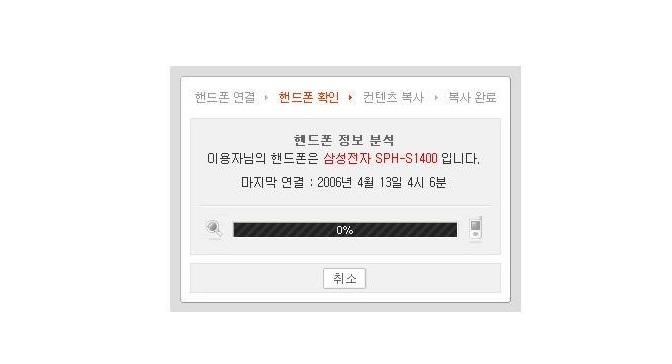 핸드폰 연결 핸드폰 확인 컨텐츠 복사 복사 완료
핸드폰 정보 분석
이용자님의 핸드폰은 삼성전자 SPH-S1400 입니다.
마지막 연결 : 2006년 4월 13일 4시 6분
0%
취소